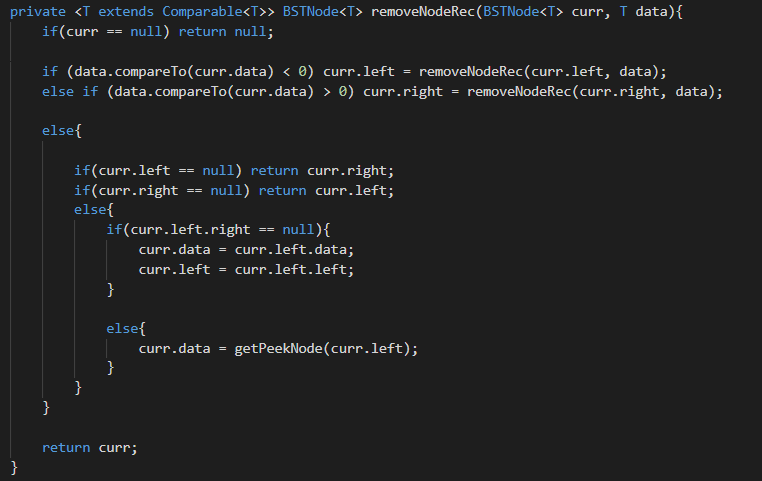 private <T extends Comparable<T>> BSTNode<T> removeNodeRec(BSTNode<T> curr, T data){
if(curr == null) return null;
if (data.compareTo(curr.data) < 0) curr.left = removeNodeRec(curr.left, data);
else if (data.compareTo(curr.data) > 0) curr.right = removeNodeRec(curr.right, data);
else{
if(curr.left == null) return curr.right;
if(curr.right == null) return curr.left;
else{
if(curr.left.right == null){
curr.data = curr.left.data;
curr.left = curr.left.left;
}
else{
curr.data = getPeekNode(curr.left);
}
}
}
return curr;
}